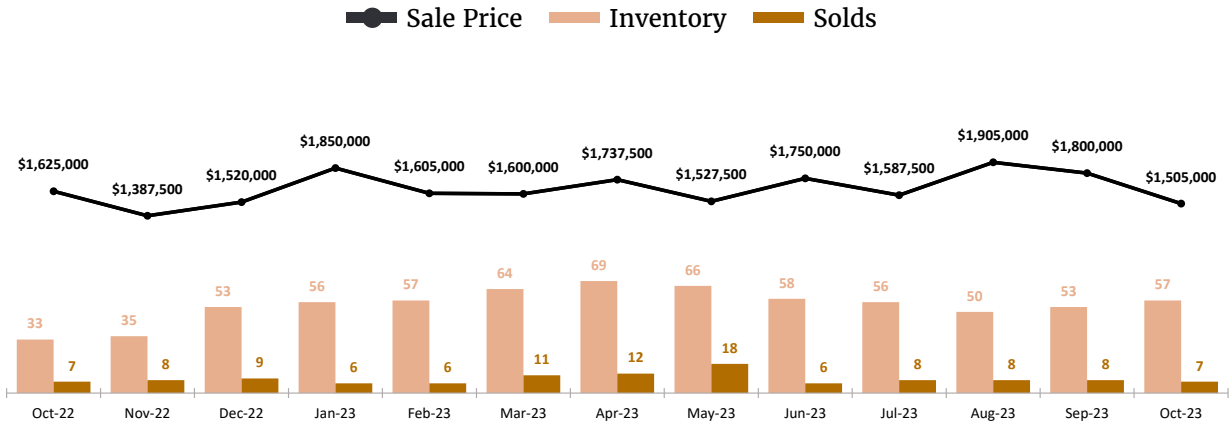 Sale Price Inventory Solds
$1,625,000 $1,387,500 $1,520,000 $1,850,000 $1,605,000 $1,600,000 $1,737,500 $1,527,500 $1,750,000 $1,587,500 $1,905,000 $1,800,000 $1,505,000
33 35 53 56 57 64 69 66 58 56 50 53 57
7 8 9 6 6 11 12 18 6 8 8 8 7
Oct-22 Nov-22 Dec-22 Jan-23 Feb-23 Mar-23 Apr-23 May-23 Jun-23 Jul-23 Aug-23 Sep-23 Oct-23